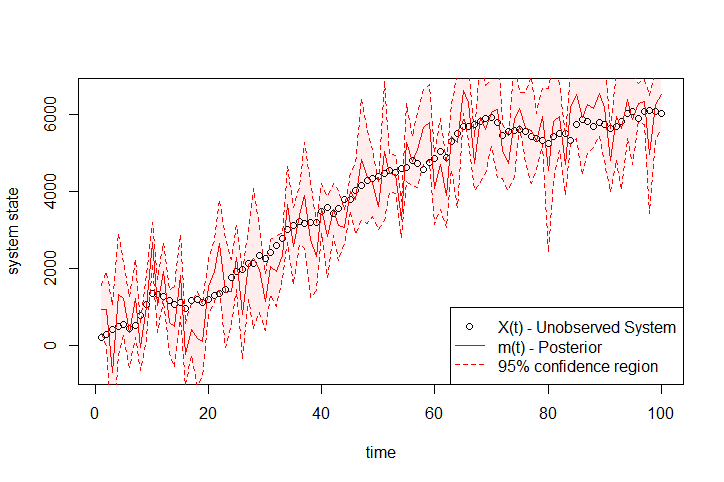 6000
4000
2000
0
system state
X(t) - Unobserved System
m(t) - Posterior
95% confidence region
0
20
40
60
80
100
time